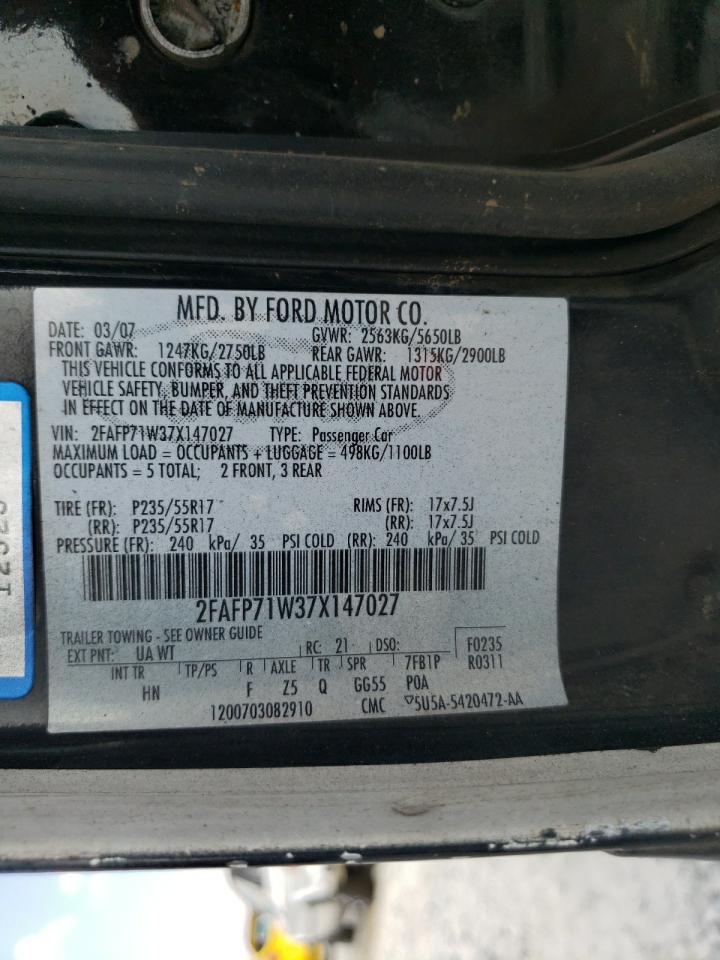 MFD. BY FORD MOTOR CO.
DATE: 03/07 GVWR: 2563KG/5650LB
FRONT GAWR: 1247KG/2750LB REAR GAWR: 1315KG/2900LB
THIS VEHICLE CONFORMS TO ALL APPLICABLE FEDERAL MOTOR
VEHICLE SAFETY, BUMPER, AND THEFT PREVENTION STANDARDS
IN EFFECT ON THE DATE OF MANUFACTURE SHOWN ABOVE.
VIN: 2FAFP71W37X147027 TYPE: Passenger Car
MAXIMUM LOAD = OCCUPANTS + LUGGAGE = 498KG/1100LB
OCCUPANTS = 5 TOTAL; 2 FRONT, 3 REAR
TIRE (FR): P235/55R17 RIMS (FR): 17x7.5J
(RR): P235/55R17 (RR): 17x7.5J
PRESSURE (FR): 240 kPa/ 35 PSI COLD (RR): 240 kPa/ 35 PSI COLD
2FAFP71W37X147027
TRAILER TOWING - SEE OWNER GUIDE
EXT PNT: UA WT RC: 21 DSO: F0235
INT TR TP/PS R AXLE TR SPR 7FB1P R0311
HN F Z5 Q GG55 P0A
1200703082910 CMC 5U5A-5420472-AA